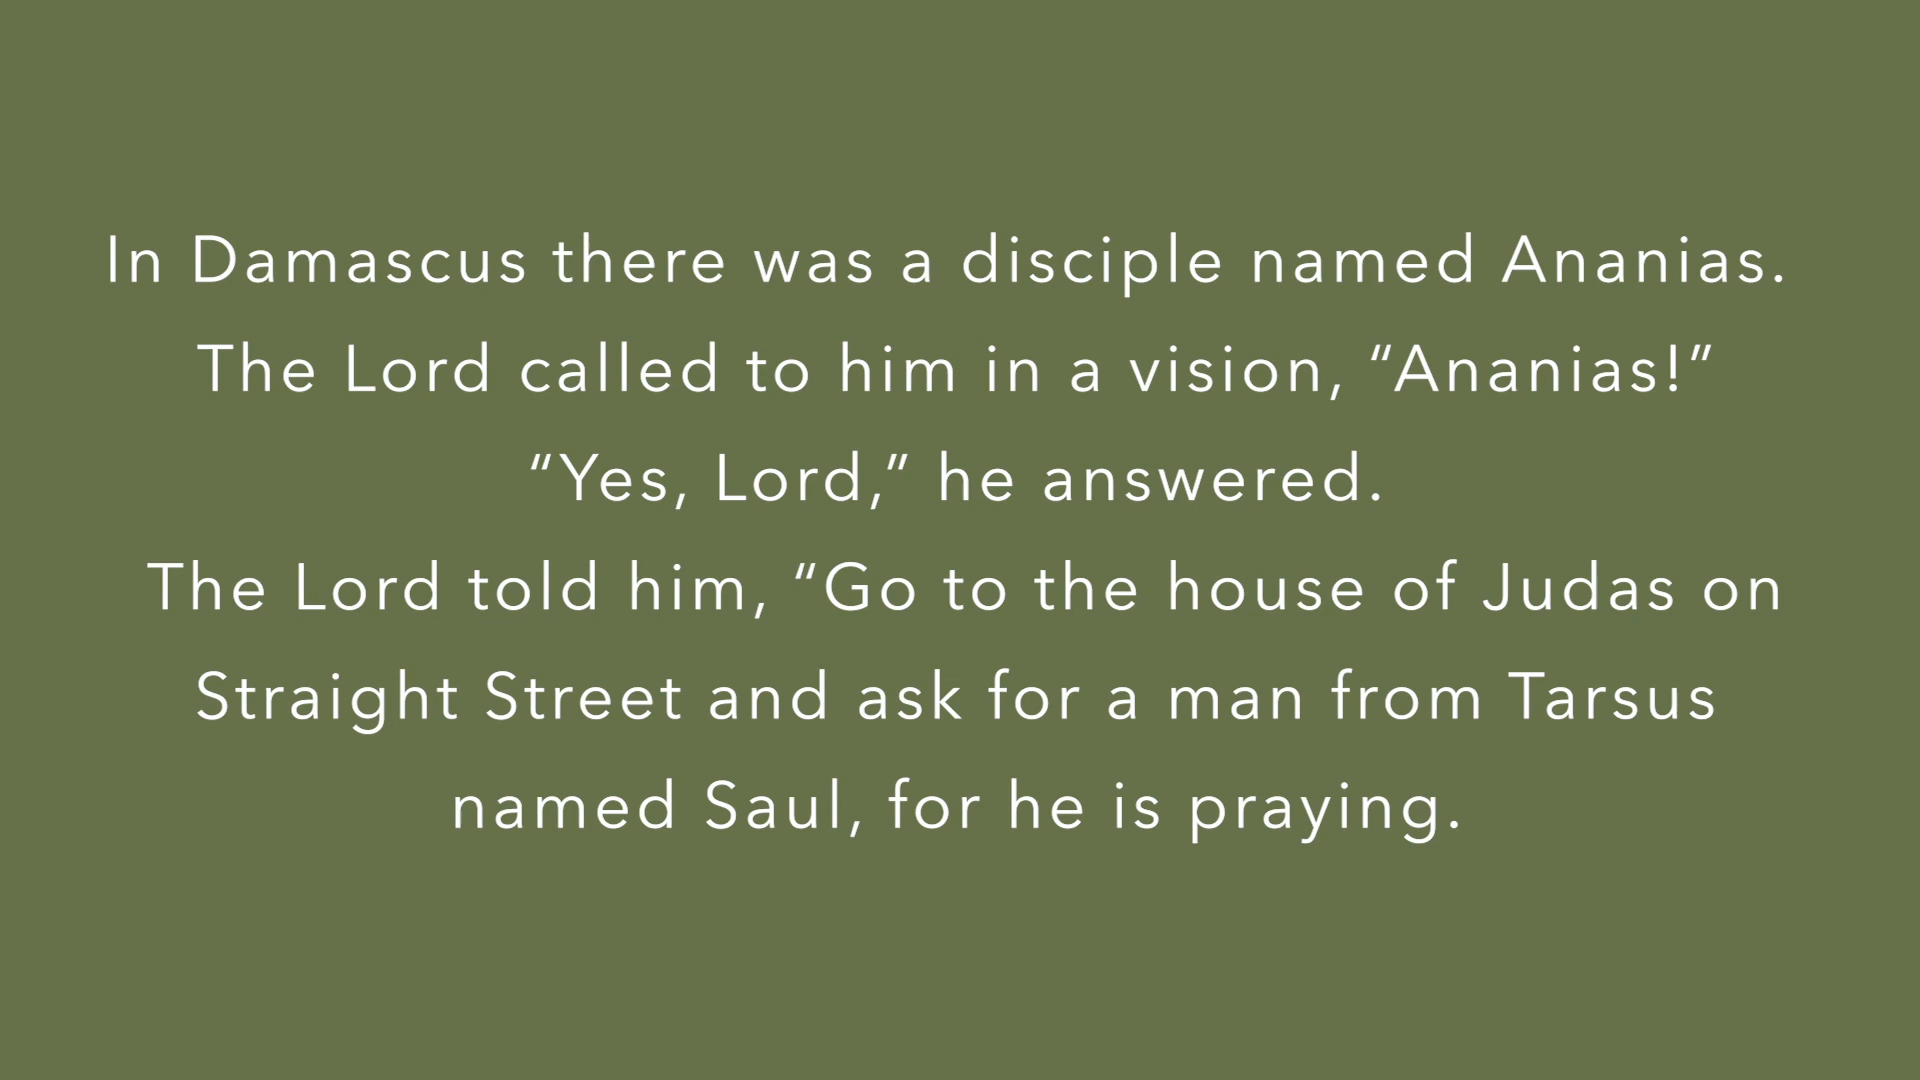 In Damascus there was a disciple named Ananias.
The Lord called to him in a vision, “Ananias!”
“Yes, Lord,” he answered.
The Lord told him, “Go to the house of Judas on
Straight Street and ask for a man from Tarsus
named Saul, for he is praying.